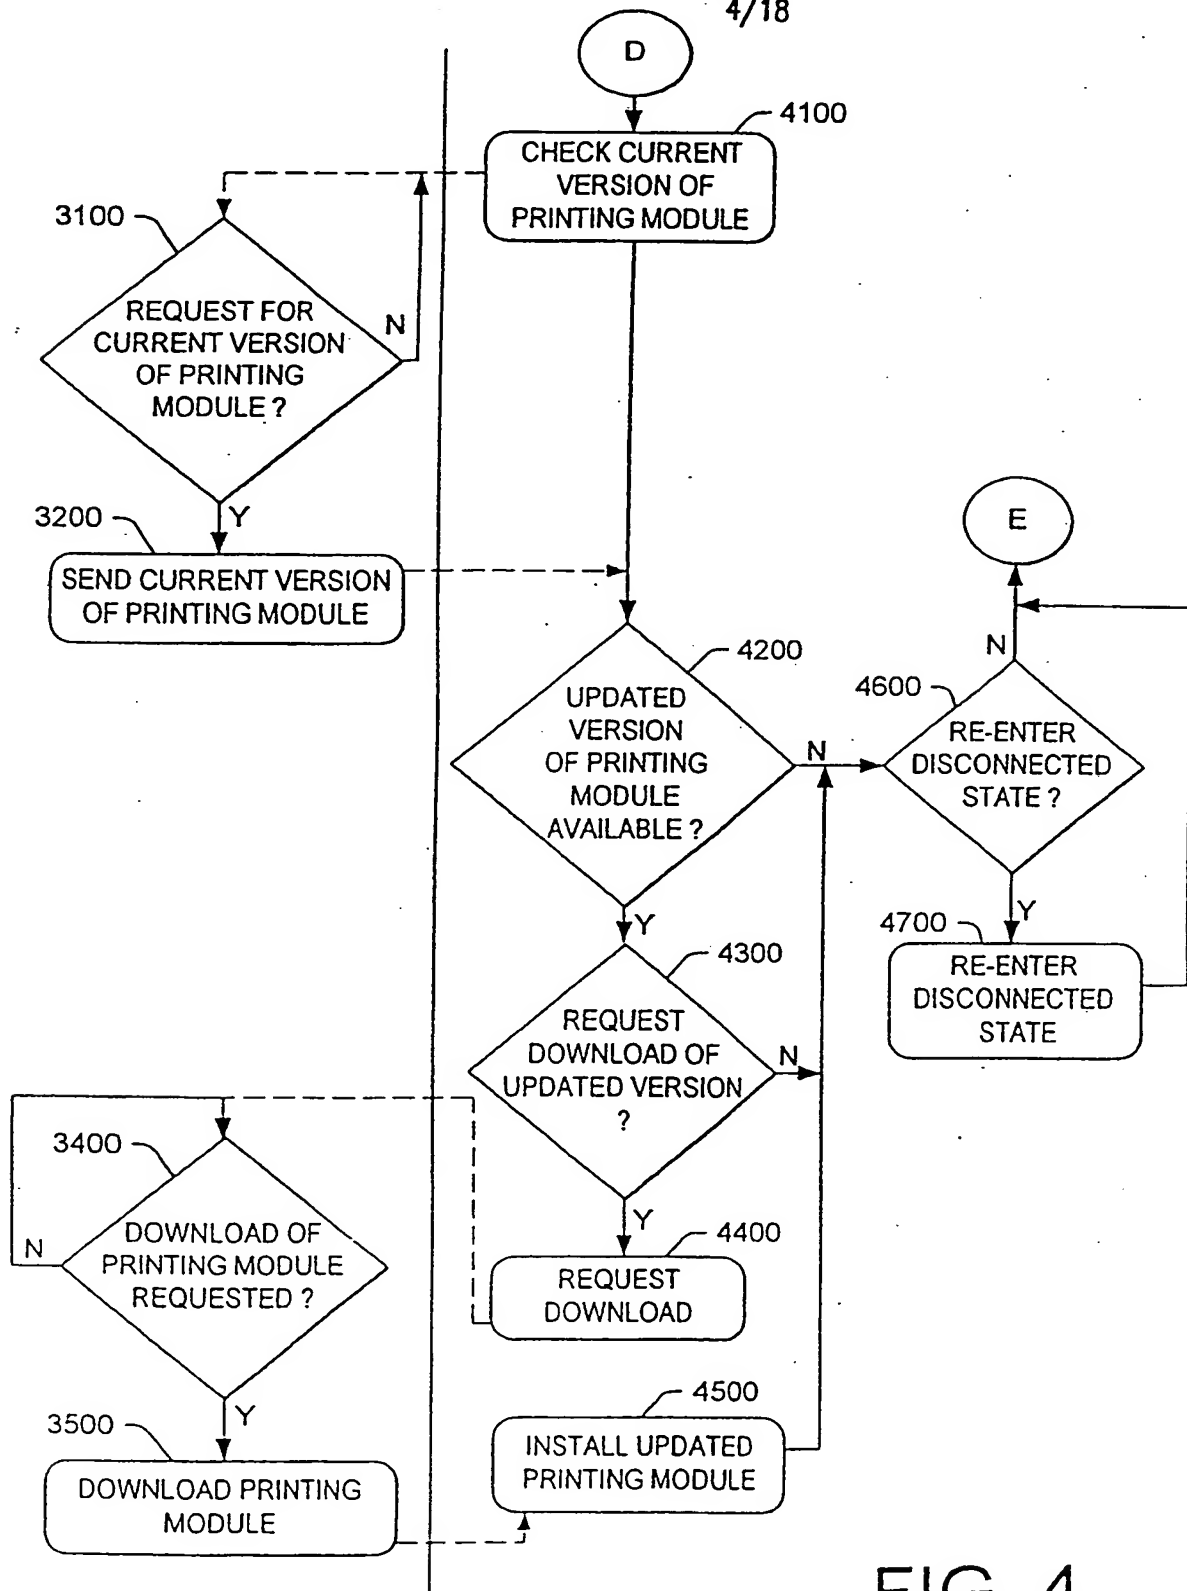 4/18
D
4100
CHECK CURRENT
VERSION OF
PRINTING MODULE
3100
REQUEST FOR
CURRENT VERSION
OF PRINTING
MODULE ?
N
Y
3200
SEND CURRENT VERSION
OF PRINTING MODULE
E
4200
UPDATED
VERSION
OF PRINTING
MODULE
AVAILABLE ?
N
Y
4600
RE-ENTER
DISCONNECTED
STATE ?
N
Y
4700
RE-ENTER
DISCONNECTED
STATE
4300
REQUEST
DOWNLOAD OF
UPDATED VERSION
?
N
Y
3400
DOWNLOAD OF
PRINTING MODULE
REQUESTED ?
N
Y
4400
REQUEST
DOWNLOAD
3500
DOWNLOAD PRINTING
MODULE
4500
INSTALL UPDATED
PRINTING MODULE
FIG. 4